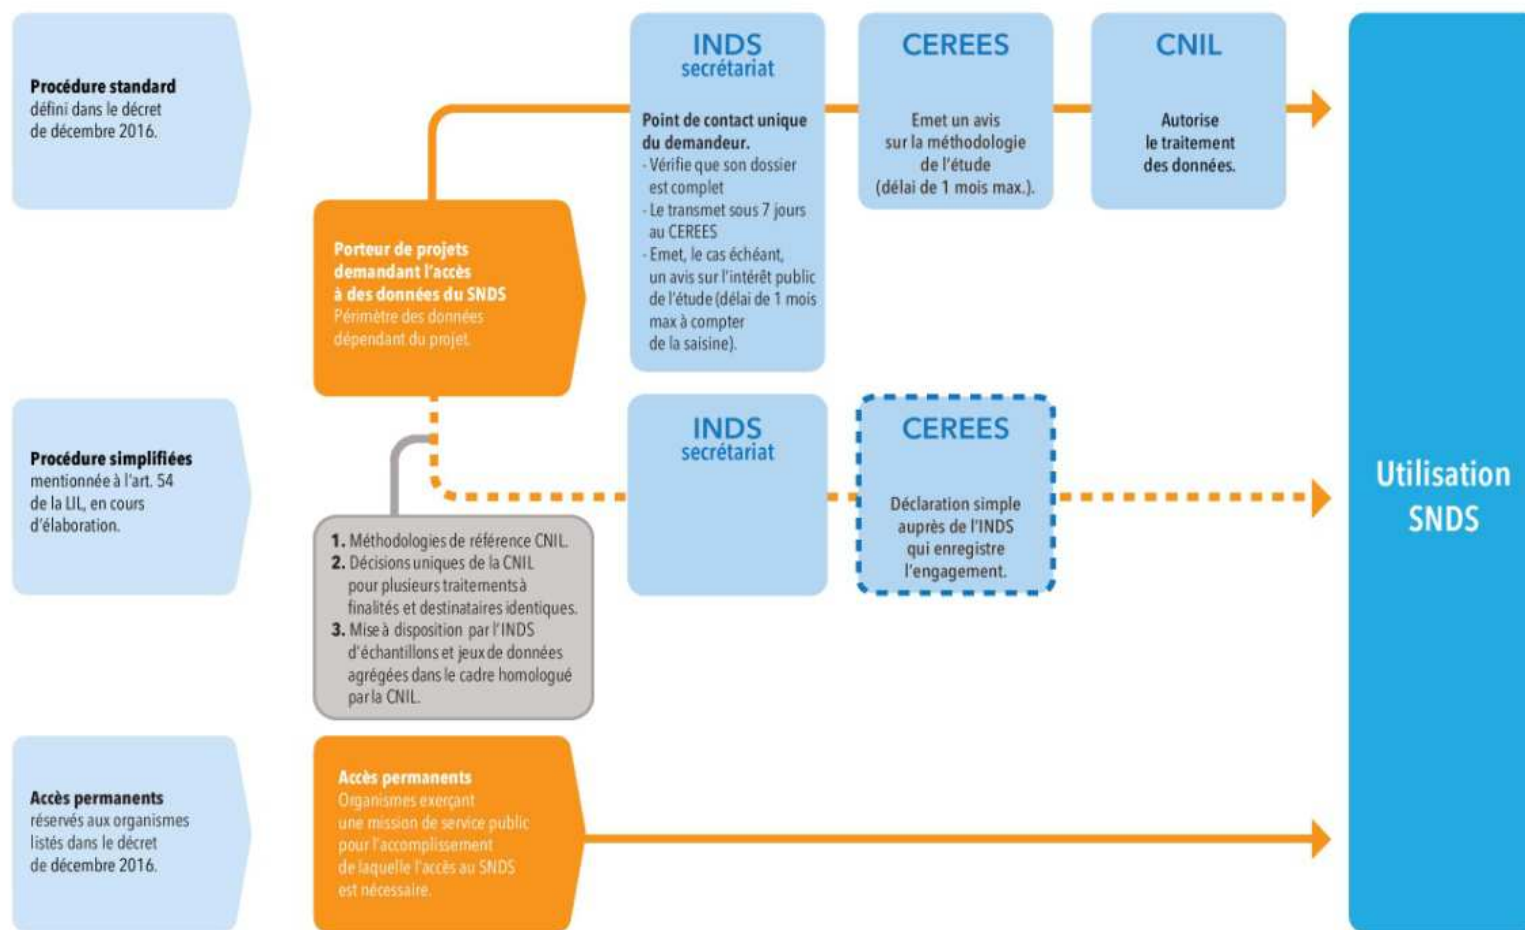 Procédure standard
défini dans le décret
de décembre 2016.
Porteur de projets
demandant l'accès
à des données du SNDS
Périmètre des données
dépendant du projet.
INDS
secrétariat
Point de contact unique
du demandeur.
- Vérifie que son dossier
est complet
- Le transmet sous 7 jours
au CEREES
- Emet, le cas échéant,
un avis sur l'intérêt public
de l'étude (délai de 1 mois
max à compter
de la saisine).
CEREES
Emet un avis
sur la méthodologie
de l'étude
(délai de 1 mois max.).
CNIL
Autorise
le traitement
des données.
Procédure simplifiées
mentionnée à l'art. 54
de la LIL, en cours
d'élaboration.
1. Méthodologies de référence CNIL.
2. Décisions uniques de la CNIL
pour plusieurs traitements à
finalités et destinataires identiques.
3. Mise à disposition par l'INDS
d'échantillons et jeux de données
agrégées dans le cadre homologué
par la CNIL.
INDS
secrétariat
CEREES
Déclaration simple
auprès de l'INDS
qui enregistre
l'engagement.
Utilisation
SNDS
Accès permanents
réservés aux organismes
listés dans le décret
de décembre 2016.
Accès permanents
Organismes exerçant
une mission de service public
pour l'accomplissement
de laquelle l'accès au SNDS
est nécessaire.